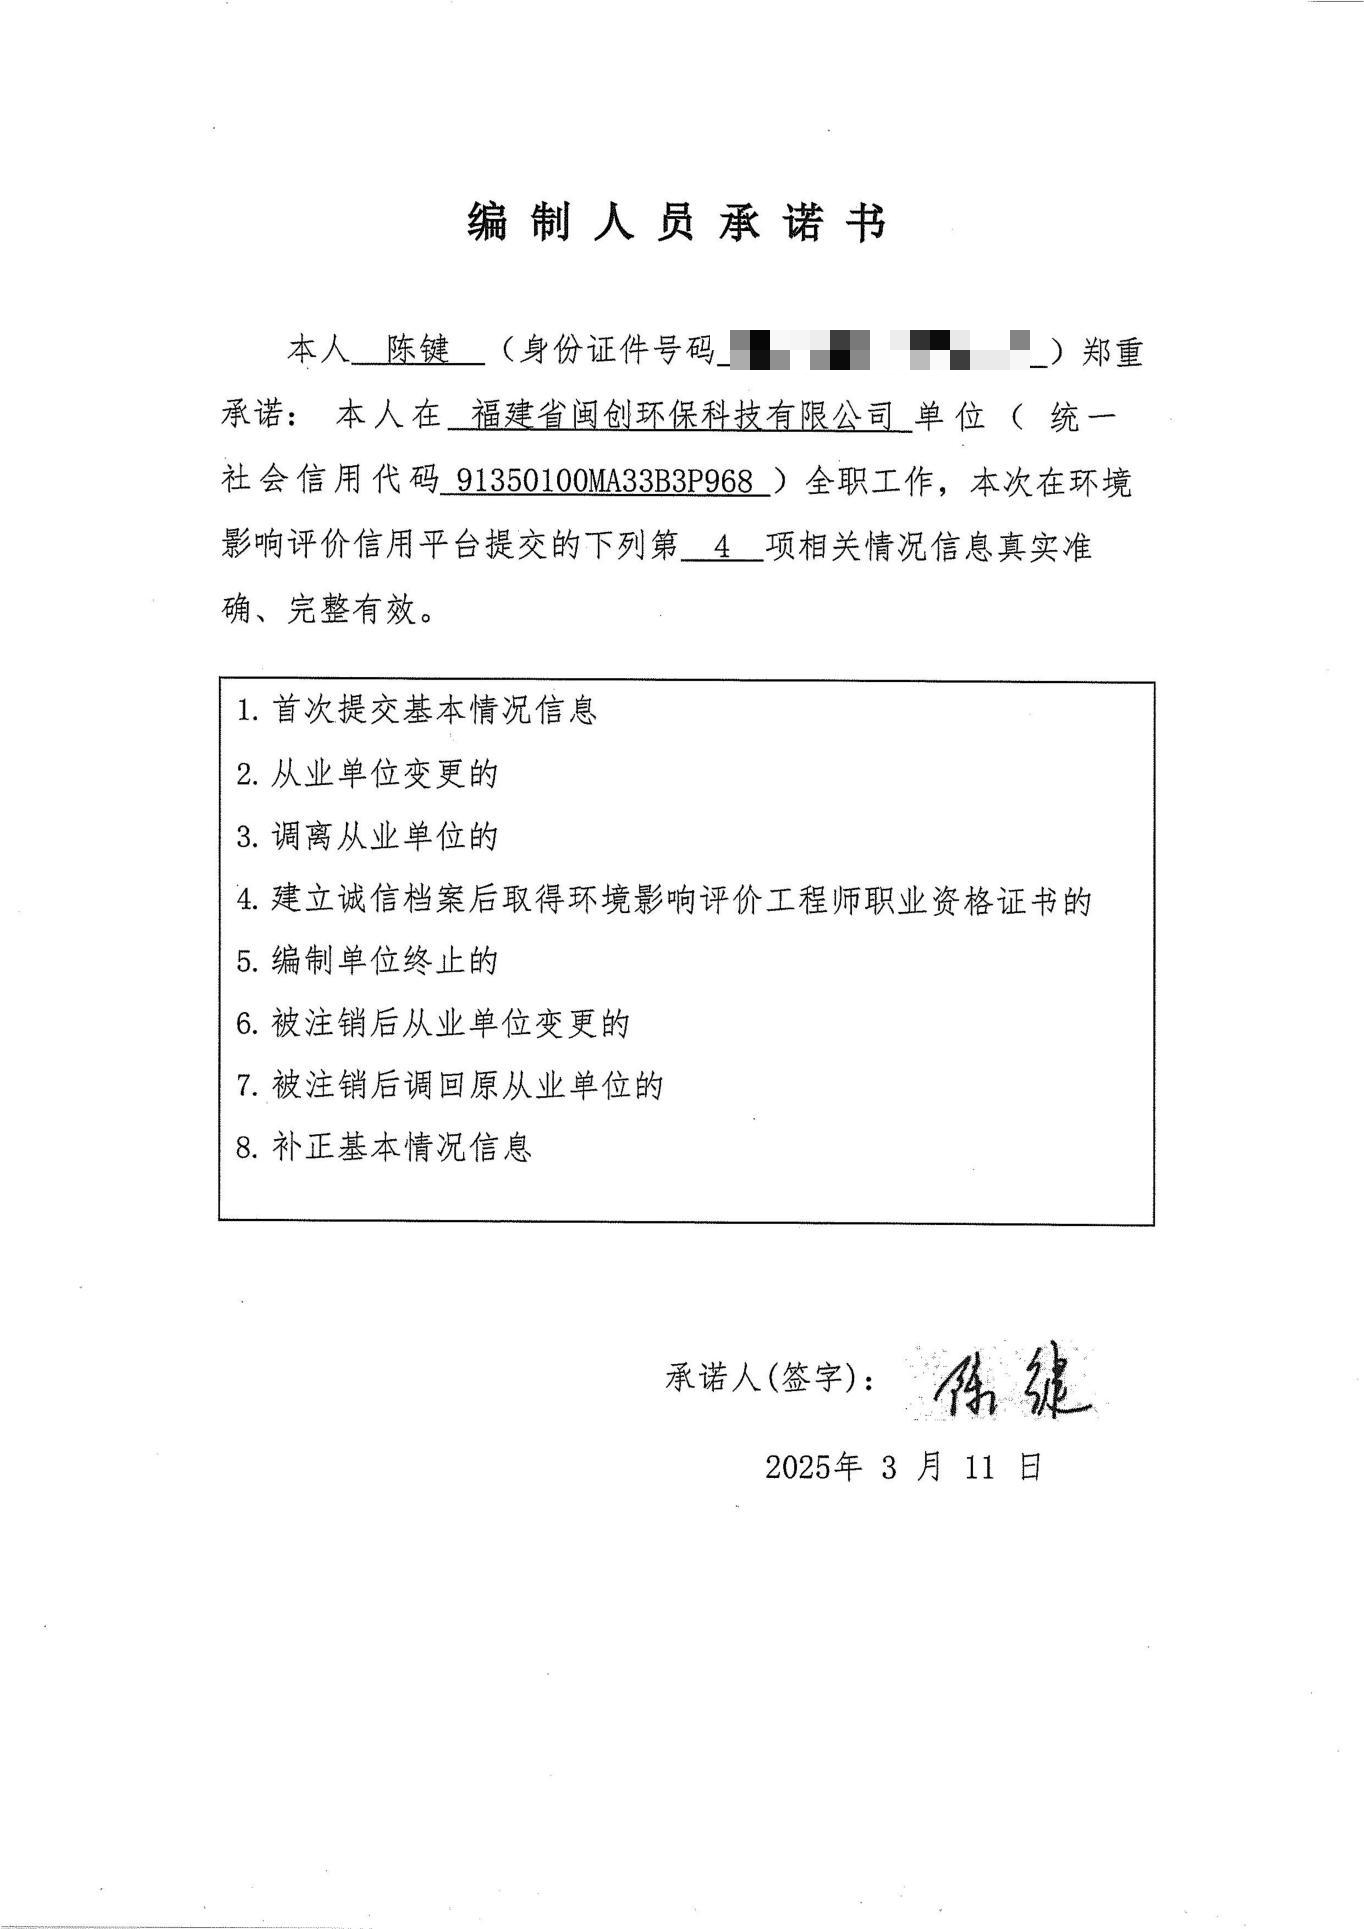 编制人员承诺书
本人 陈键 （身份证件号码 ）郑重
承诺： 本人在 福建省闽创环保科技有限公司 单位（ 统一
社会信用代码 91350100MA33B3P968 ）全职工作，本次在环境
影响评价信用平台提交的下列第 4 项相关情况信息真实准
确、完整有效。
1. 首次提交基本情况信息
2. 从业单位变更的
3. 调离从业单位的
4. 建立诚信档案后取得环境影响评价工程师职业资格证书的
5. 编制单位终止的
6. 被注销后从业单位变更的
7. 被注销后调回原从业单位的
8. 补正基本情况信息
承诺人(签字)： 陈键
2025年 3 月 11 日